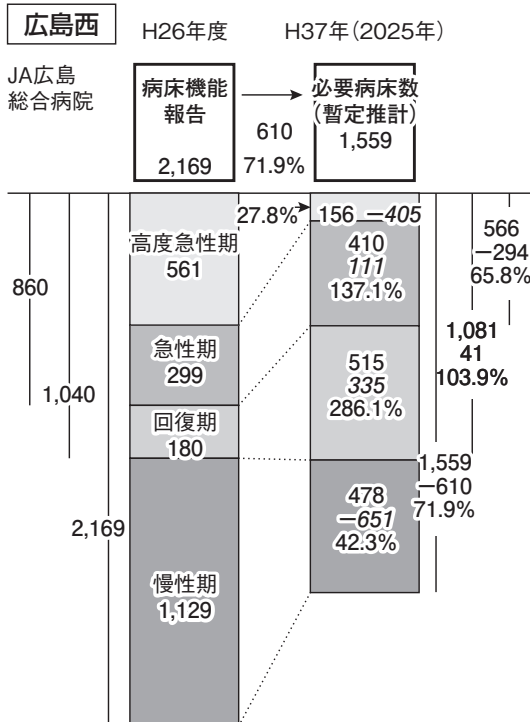 広島西
H26年度
H37年（2025年）
JA広島
総合病院
病床機能
報告
2,169
610
71.9%
必要病床数
（暫定推計）
1,559
高度急性期
561
27.8%
156 −405
410
111
137.1%
566
−294
65.8%
860
急性期
299
1,081
41
103.9%
515
335
286.1%
1,040
回復期
180
1,559
−610
71.9%
478
−651
42.3%
2,169
慢性期
1,129